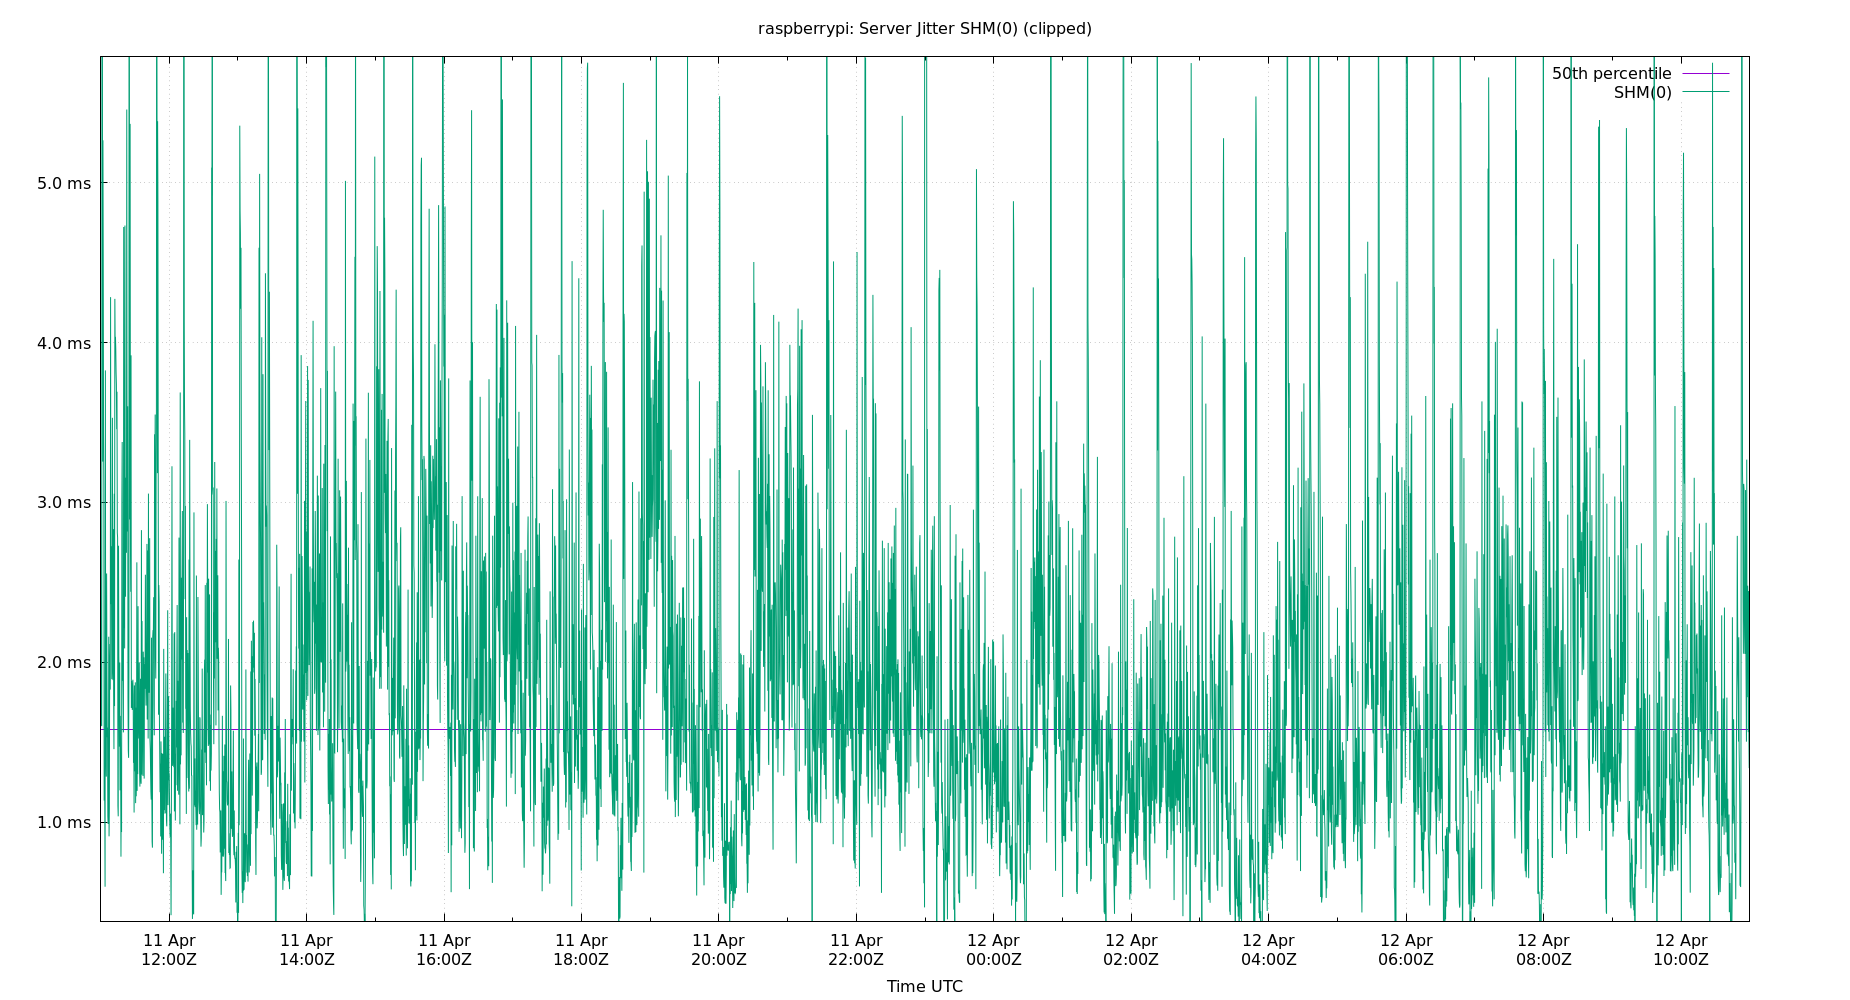 raspberrypi: Server Jitter SHM(0) (clipped)
50th percentile
SHM(0)
5.0 ms
4.0 ms
3.0 ms
2.0 ms
1.0 ms
11 Apr 11 Apr 11 Apr 11 Apr 11 Apr 11 Apr 12 Apr 12 Apr 12 Apr 12 Apr 12 Apr 12 Apr
12:00Z 14:00Z 16:00Z 18:00Z 20:00Z 22:00Z 00:00Z 02:00Z 04:00Z 06:00Z 08:00Z 10:00Z
Time UTC